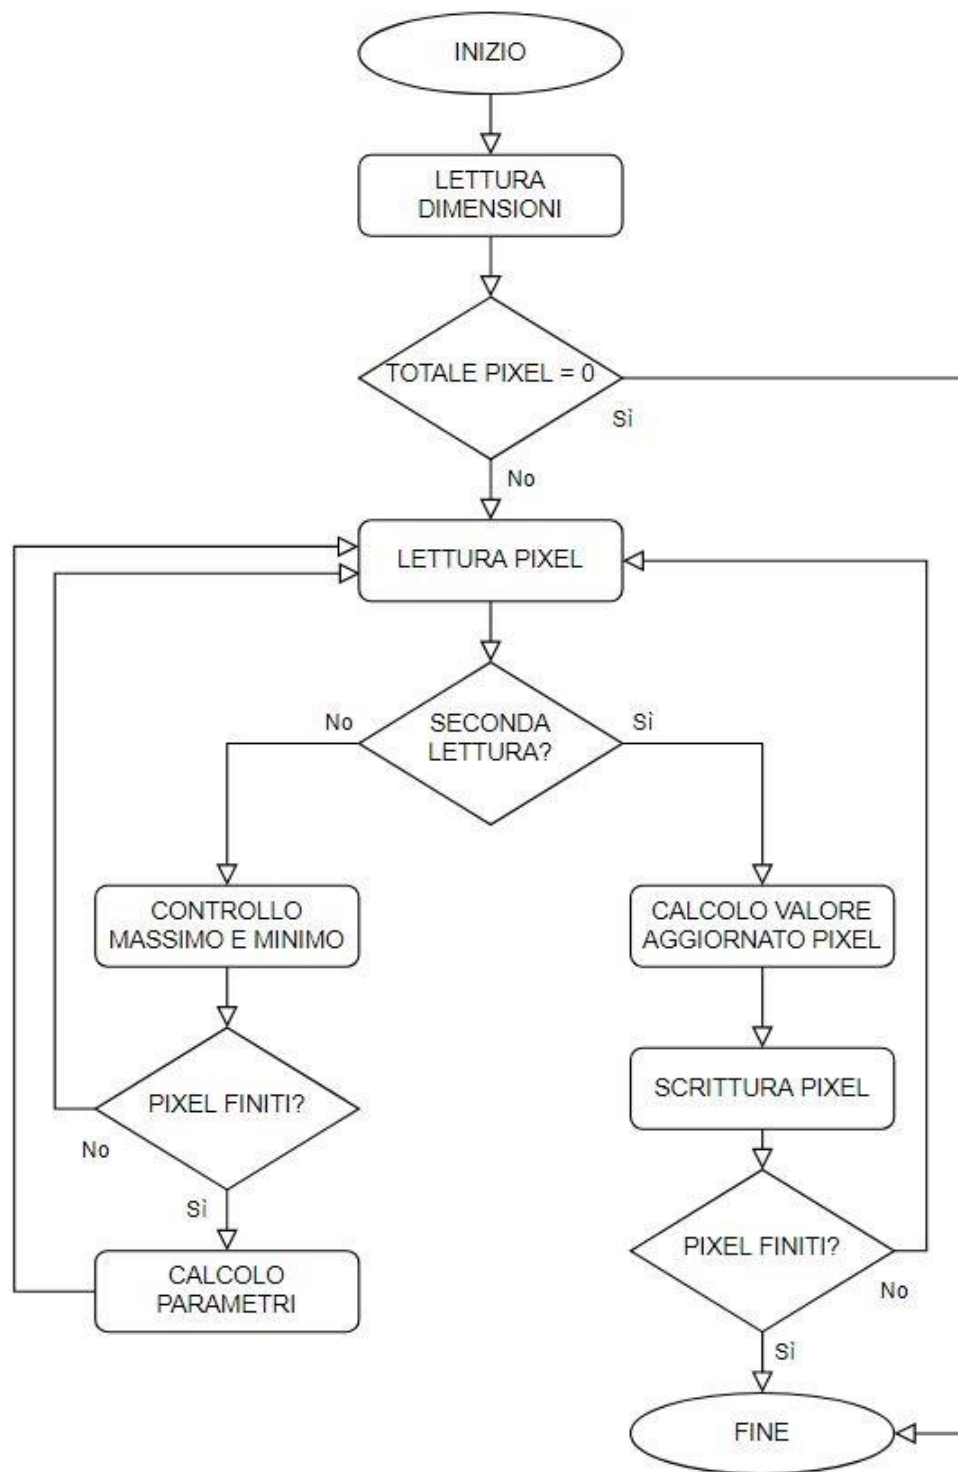 INIZIO
LETTURA
DIMENSIONI
TOTALE PIXEL = 0
Sì
No
LETTURA PIXEL
No
SECONDA
LETTURA?
Sì
CONTROLLO
MASSIMO E MINIMO
CALCOLO VALORE
AGGIORNATO PIXEL
PIXEL FINITI?
No
Sì
SCRITTURA PIXEL
CALCOLO
PARAMETRI
PIXEL FINITI?
No
Sì
FINE